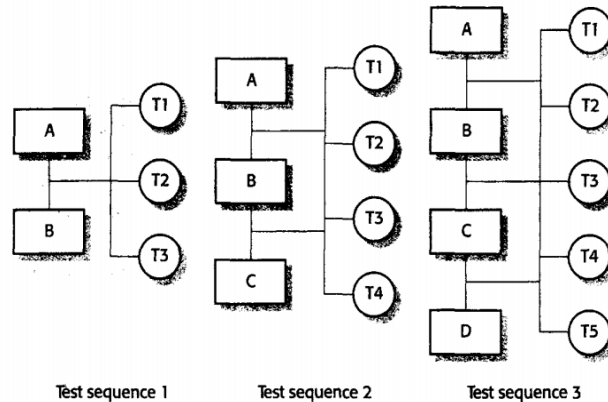 A
B
T1
T2
T3
Test sequence 1
A
B
C
T1
T2
T3
T4
Test sequence 2
A
B
C
D
T1
T2
T3
T4
T5
Test sequence 3